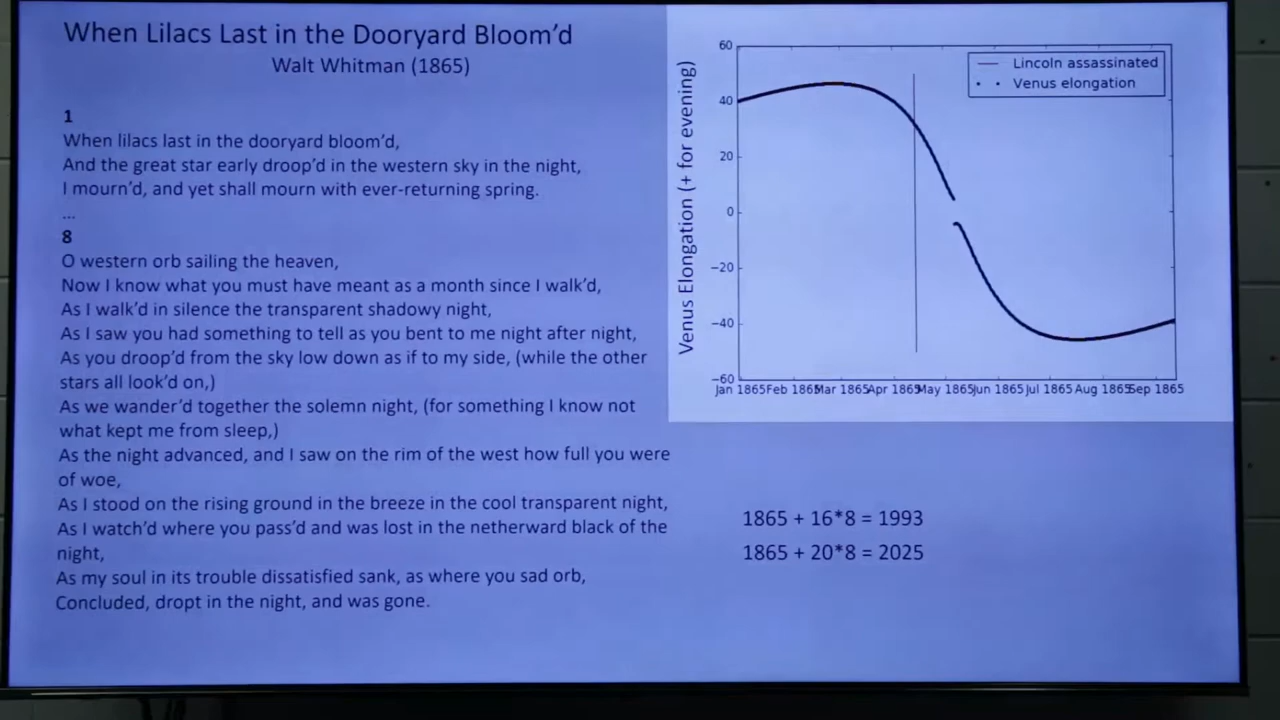 When Lilacs Last in the Dooryard Bloom’d
Walt Whitman (1865)
1
When lilacs last in the dooryard bloom’d,
And the great star early droop’d in the western sky in the night,
I mourn’d, and yet shall mourn with ever-returning spring.
...
8
O western orb sailing the heaven,
Now I know what you must have meant as a month since I walk’d,
As I walk’d in silence the transparent shadowy night,
As I saw you had something to tell as you bent to me night after night,
As you droop’d from the sky low down as if to my side, (while the other
stars all look’d on,)
As we wander’d together the solemn night, (for something I know not
what kept me from sleep,)
As the night advanced, and I saw on the rim of the west how full you were
of woe,
As I stood on the rising ground in the breeze in the cool transparent night,
As I watch’d where you pass’d and was lost in the netherward black of the
night,
As my soul in its trouble dissatisfied sank, as where you sad orb,
Concluded, dropt in the night, and was gone.
Venus Elongation (+ for evening)
60
40
20
0
−20
−40
−60
Jan 1865 Feb 1865 Mar 1865 Apr 1865 May 1865 Jun 1865 Jul 1865 Aug 1865 Sep 1865
Lincoln assassinated
Venus elongation
1865 + 16*8 = 1993
1865 + 20*8 = 2025